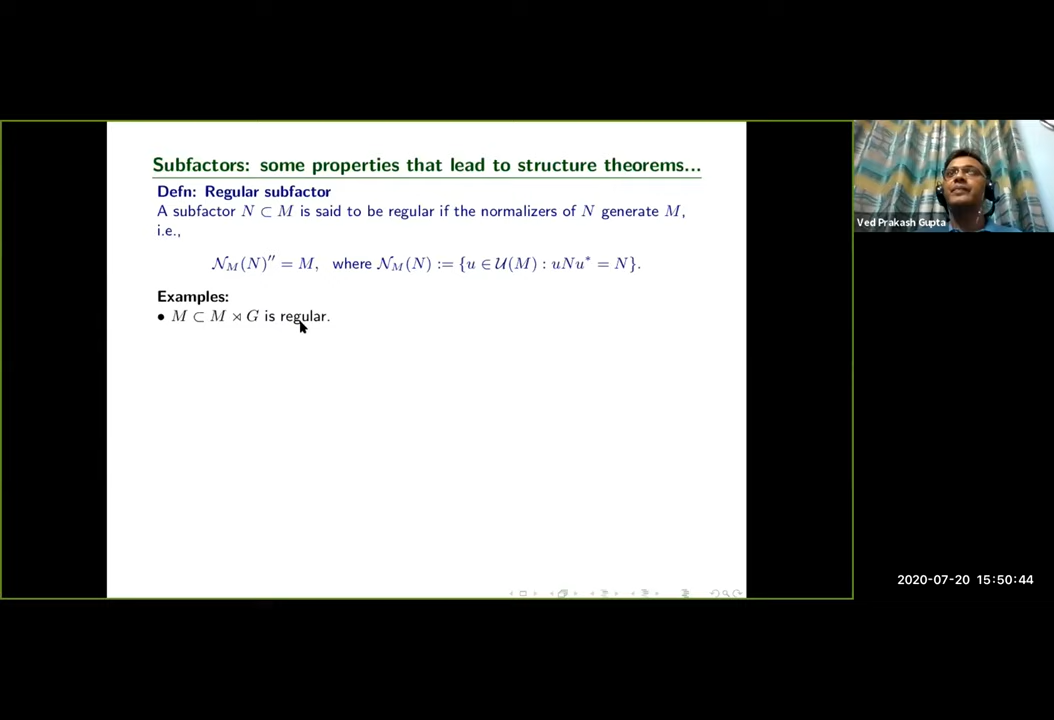 Subfactors: some properties that lead to structure theorems...
Defn: Regular subfactor
A subfactor N ⊂ M is said to be regular if the normalizers of N generate M,
i.e.,
𝒩_M(N)″ = M, where 𝒩_M(N) := {u ∈ 𝒰(M) : uNu* = N}.
Examples:
• M ⊂ M ⋊ G is regular.
Ved Prakash Gupta
2020-07-20 15:50:44